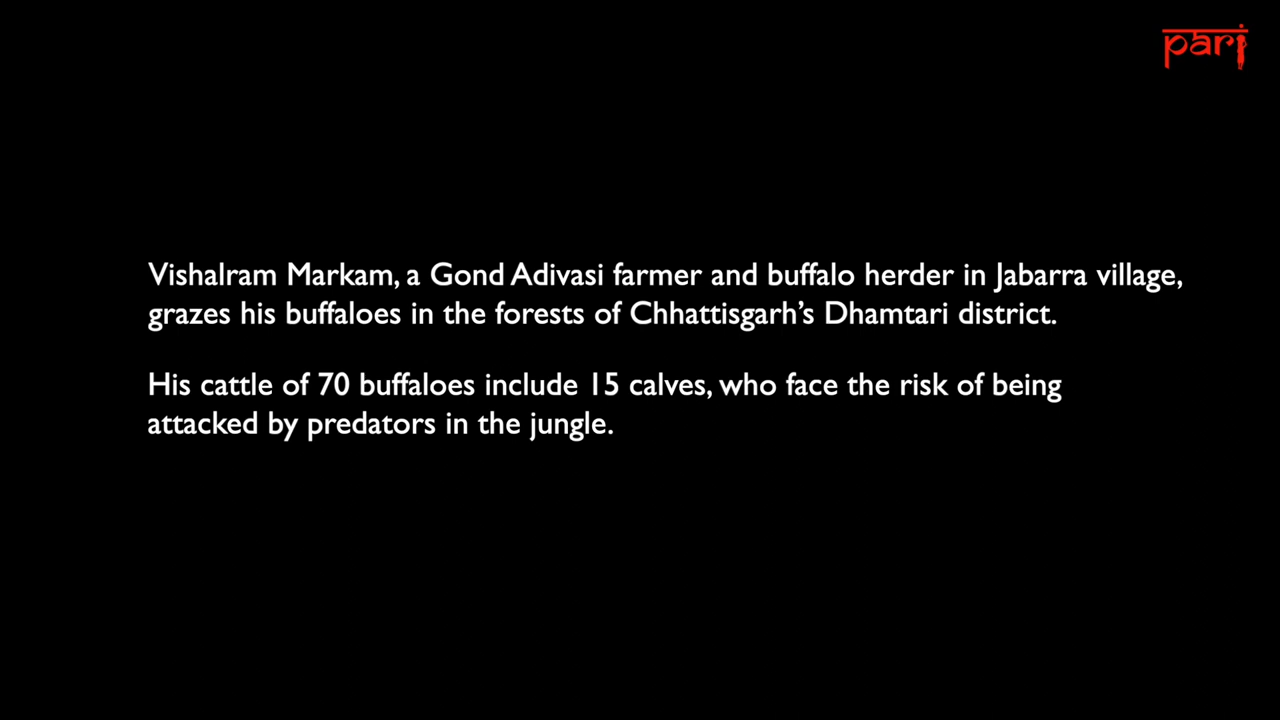 pari
Vishalram Markam, a Gond Adivasi farmer and buffalo herder in Jabarra village,
grazes his buffaloes in the forests of Chhattisgarh’s Dhamtari district.
His cattle of 70 buffaloes include 15 calves, who face the risk of being
attacked by predators in the jungle.